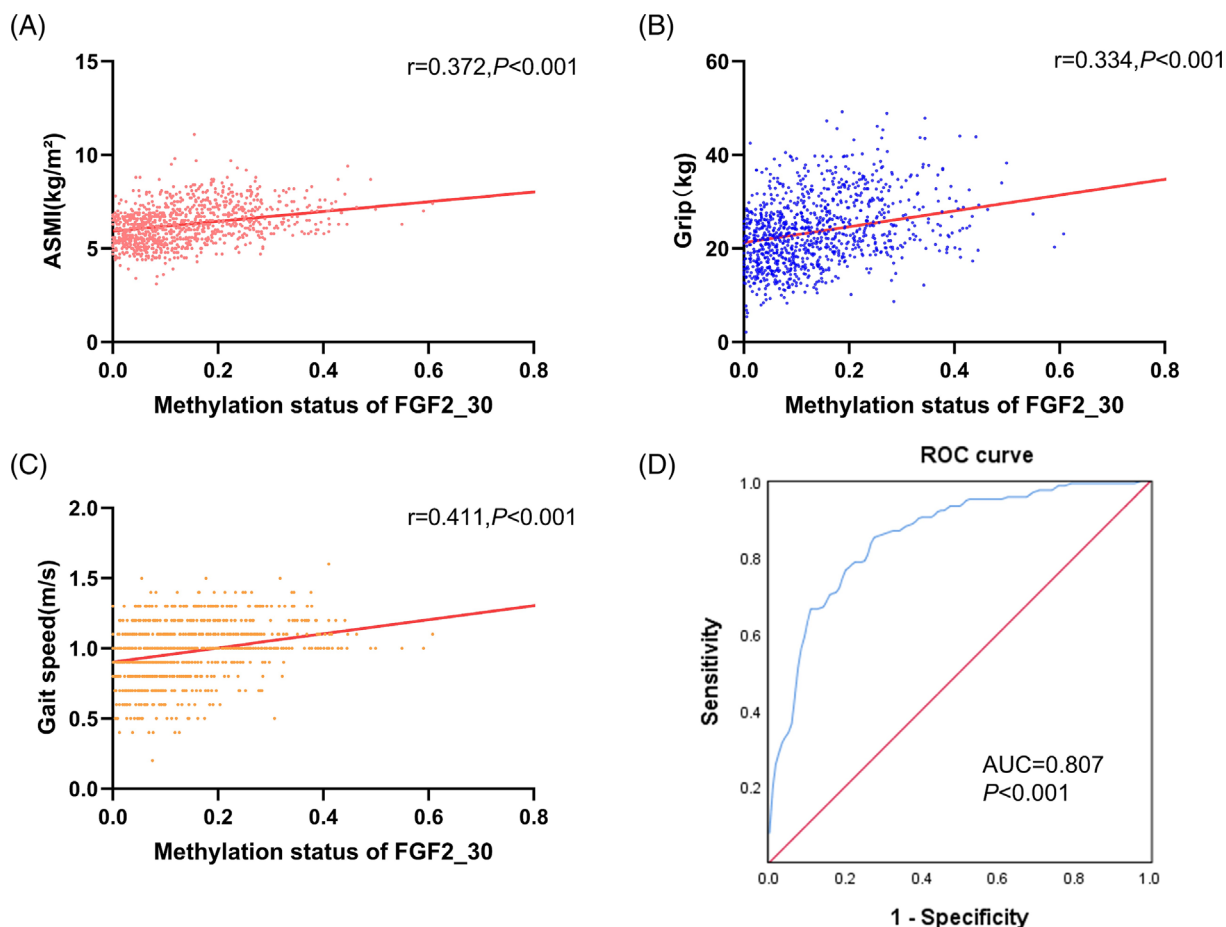 (A)
r=0.372,P<0.001
ASMI(kg/m²)
15
10
5
0
0.0 0.2 0.4 0.6 0.8
Methylation status of FGF2_30
(B)
r=0.334,P<0.001
Grip（kg)
60
40
20
0
0.0 0.2 0.4 0.6 0.8
Methylation status of FGF2_30
(C)
r=0.411,P<0.001
Gait speed(m/s)
2.0
1.5
1.0
0.5
0.0
0.0 0.2 0.4 0.6 0.8
Methylation status of FGF2_30
(D)
ROC curve
Sensitivity
1.0
0.8
0.6
0.4
0.2
AUC=0.807
P<0.001
0.0 0.2 0.4 0.6 0.8 1.0
1 - Specificity